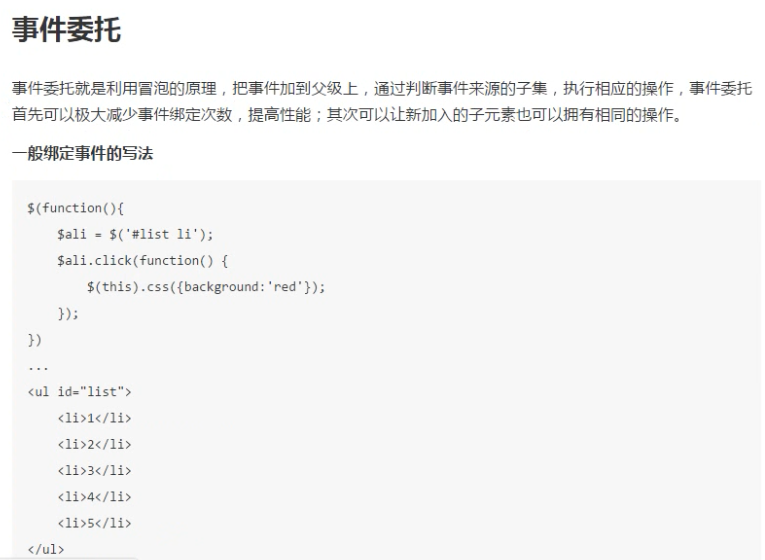 事件委托
事件委托就是利用冒泡的原理，把事件加到父级上，通过判断事件来源的子集，执行相应的操作，事件委托
首先可以极大减少事件绑定次数，提高性能；其次可以让新加入的子元素也可以拥有相同的操作。
一般绑定事件的写法
$(function(){
    $ali = $('#list li');
    $ali.click(function() {
        $(this).css({background:'red'});
    });
})
...
<ul id="list">
    <li>1</li>
    <li>2</li>
    <li>3</li>
    <li>4</li>
    <li>5</li>
</ul>